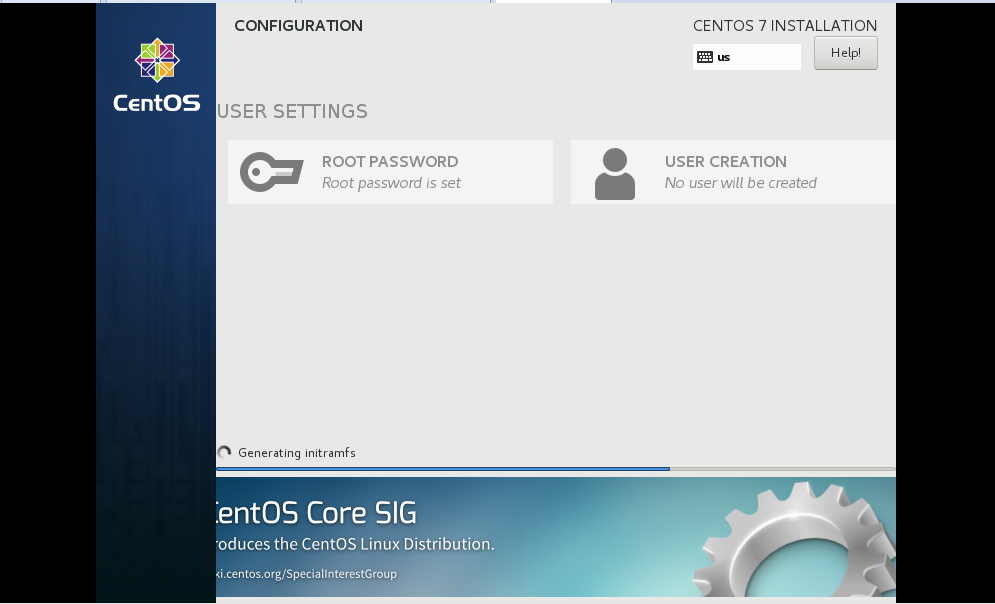 CONFIGURATION
CENTOS 7 INSTALLATION
us
Help!
CentOS
USER SETTINGS
ROOT PASSWORD
Root password is set
USER CREATION
No user will be created
Generating initramfs
CentOS Core SIG
roduces the CentOS Linux Distribution.
ki.centos.org/SpecialInterestGroup